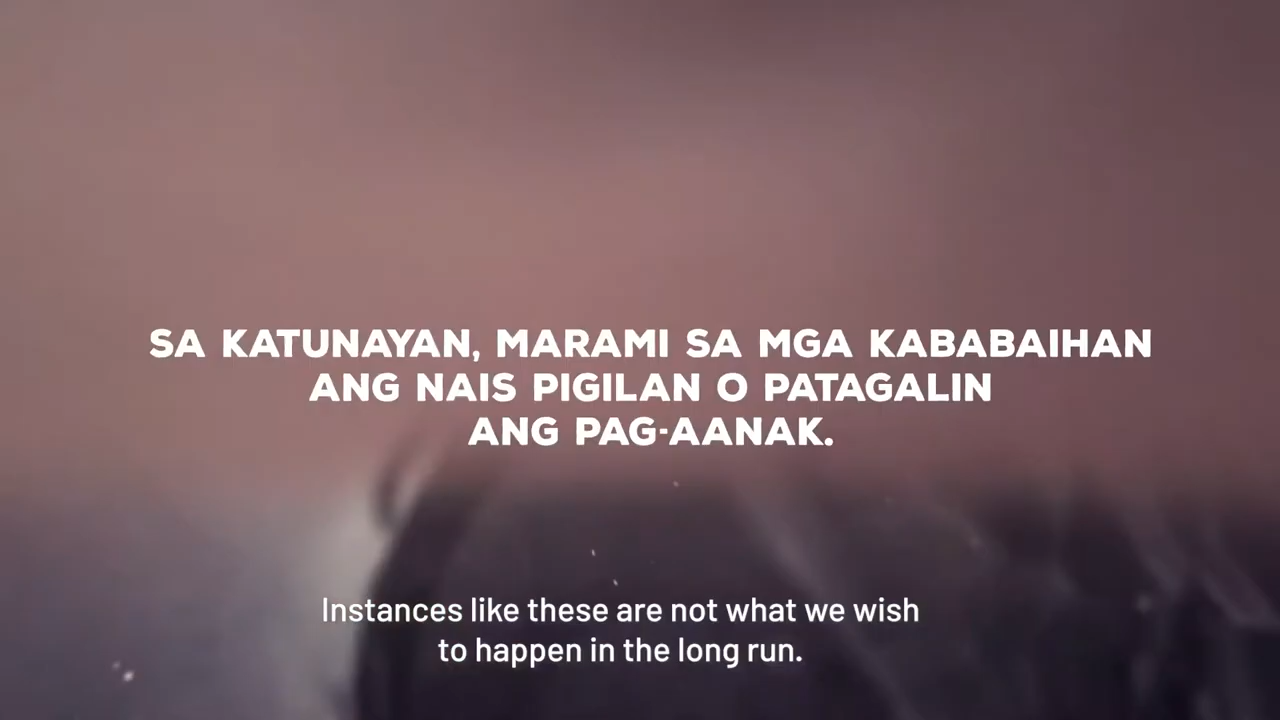 SA KATUNAYAN, MARAMI SA MGA KABABAIHAN
ANG NAIS PIGILAN O PATAGALIN
ANG PAG-AANAK.
Instances like these are not what we wish
to happen in the long run.